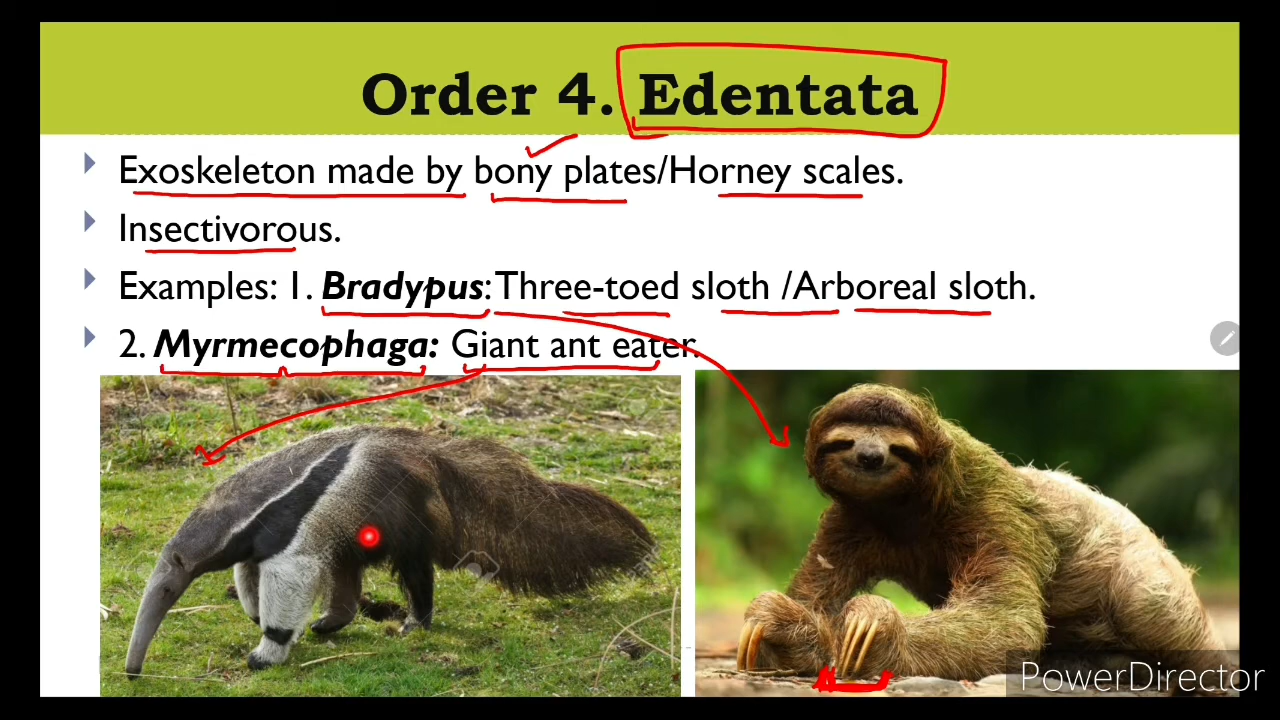 Order 4. Edentata
Exoskeleton made by bony plates/Horney scales.
Insectivorous.
Examples: 1. Bradypus: Three-toed sloth /Arboreal sloth.
2. Myrmecophaga: Giant ant eater.
PowerDirector